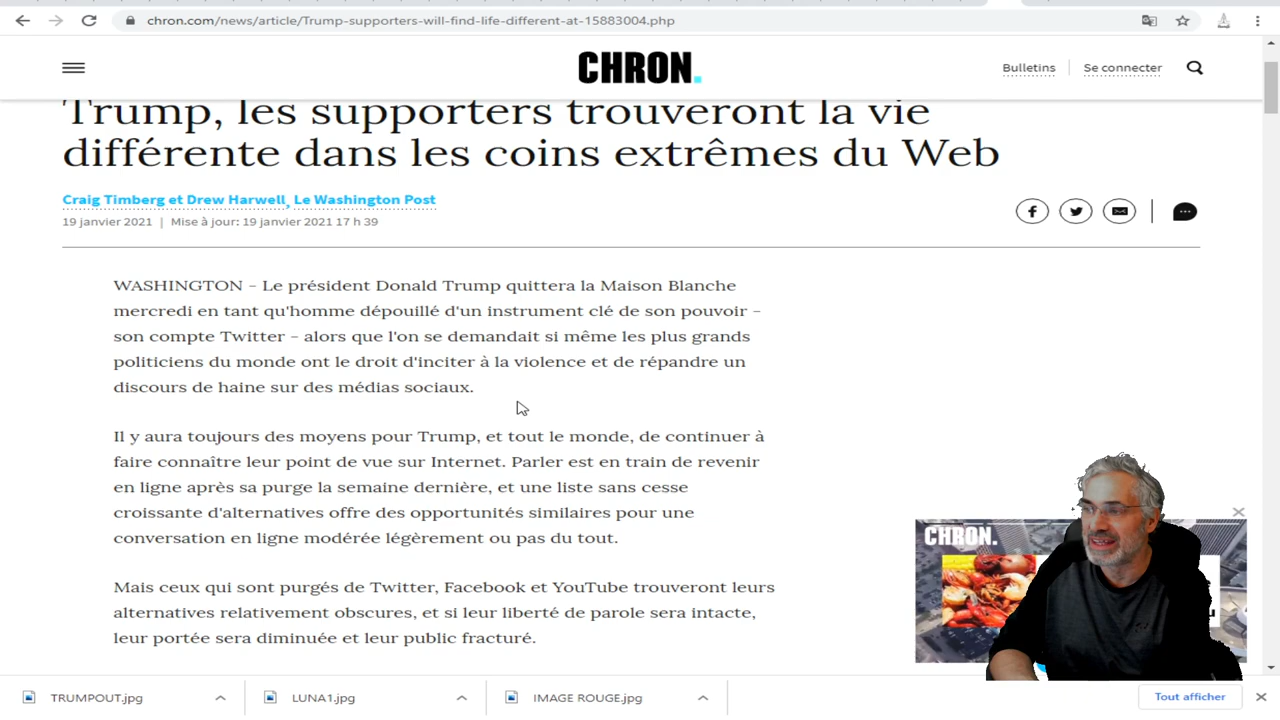 chron.com/news/article/Trump-supporters-will-find-life-different-at-15883004.php
CHRON.
Bulletins
Se connecter
Trump, les supporters trouveront la vie
différente dans les coins extrêmes du Web
Craig Timberg et Drew Harwell, Le Washington Post
19 janvier 2021 | Mise à jour: 19 janvier 2021 17 h 39
WASHINGTON – Le président Donald Trump quittera la Maison Blanche
mercredi en tant qu'homme dépouillé d'un instrument clé de son pouvoir –
son compte Twitter – alors que l'on se demandait si même les plus grands
politiciens du monde ont le droit d'inciter à la violence et de répandre un
discours de haine sur des médias sociaux.
Il y aura toujours des moyens pour Trump, et tout le monde, de continuer à
faire connaître leur point de vue sur Internet. Parler est en train de revenir
en ligne après sa purge la semaine dernière, et une liste sans cesse
croissante d'alternatives offre des opportunités similaires pour une
conversation en ligne modérée légèrement ou pas du tout.
Mais ceux qui sont purgés de Twitter, Facebook et YouTube trouveront leurs
alternatives relativement obscures, et si leur liberté de parole sera intacte,
leur portée sera diminuée et leur public fracturé.
CHRON.
TRUMPOUT.jpg
LUNA1.jpg
IMAGE ROUGE.jpg
Tout afficher